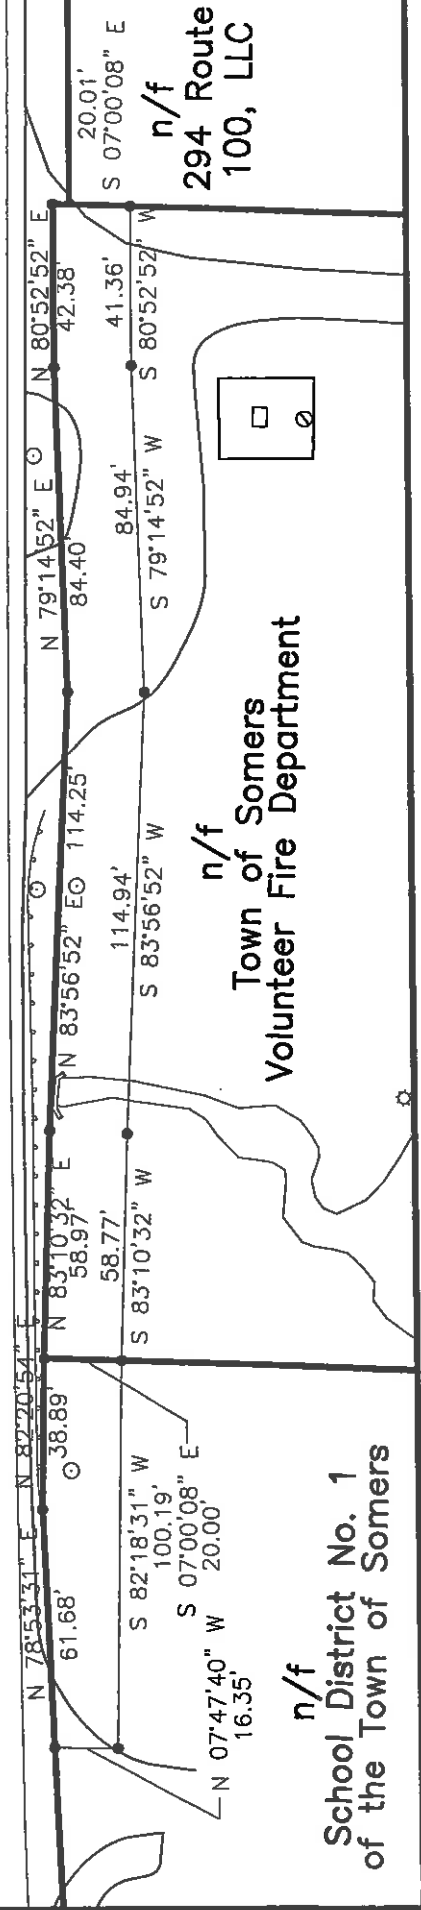 N 78°53'31" E
61.68'
N 82°20'54" E
38.89'
N 83°10'32" E
58.97'
N 83°56'52" E 114.25'
N 79°14'52" E
84.40'
N 80°52'52" E
42.38'
20.01'
S 07°00'08" E
n/f
294 Route
100, LLC
41.36'
S 80°52'52" W
84.94'
S 79°14'52" W
114.94'
S 83°56'52" W
58.77'
S 83°10'32" W
S 82°18'31" W
100.19'
S 07°00'08" E
20.00'
N 07°47'40" W
16.35'
n/f
School District No. 1
of the Town of Somers
n/f
Town of Somers
Volunteer Fire Department